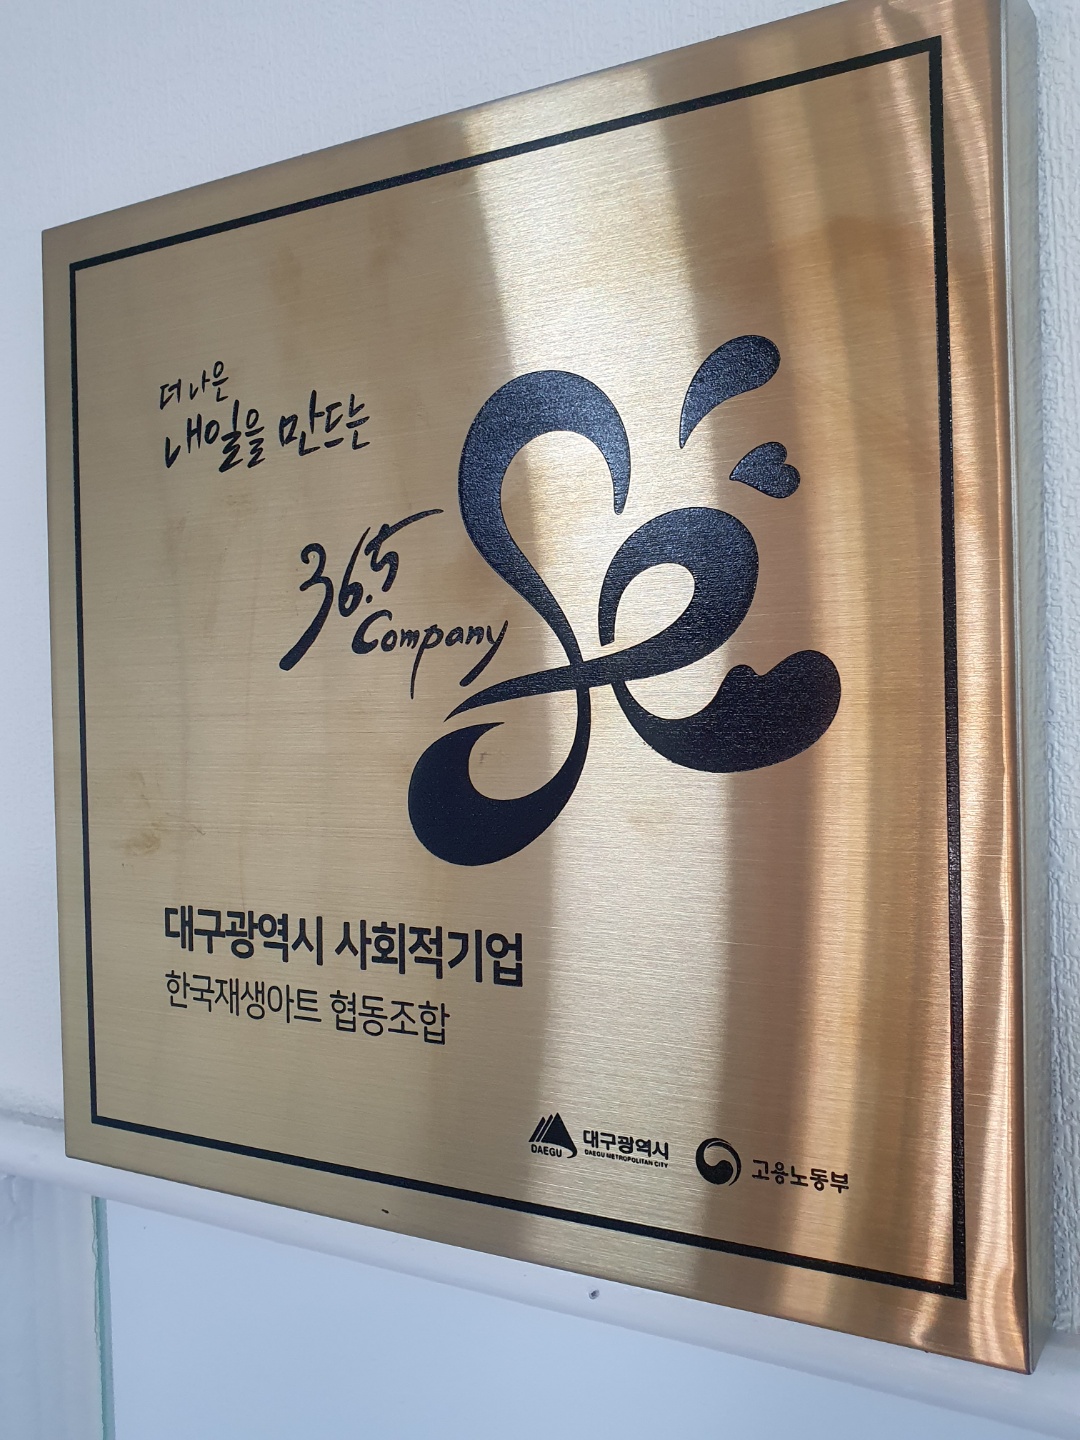 더 나은
내일을 만드는
36.5
Company
대구광역시 사회적기업
한국재생아트 협동조합
DAEGU
대구광역시
DAEGU METROPOLITAN CITY
고용노동부